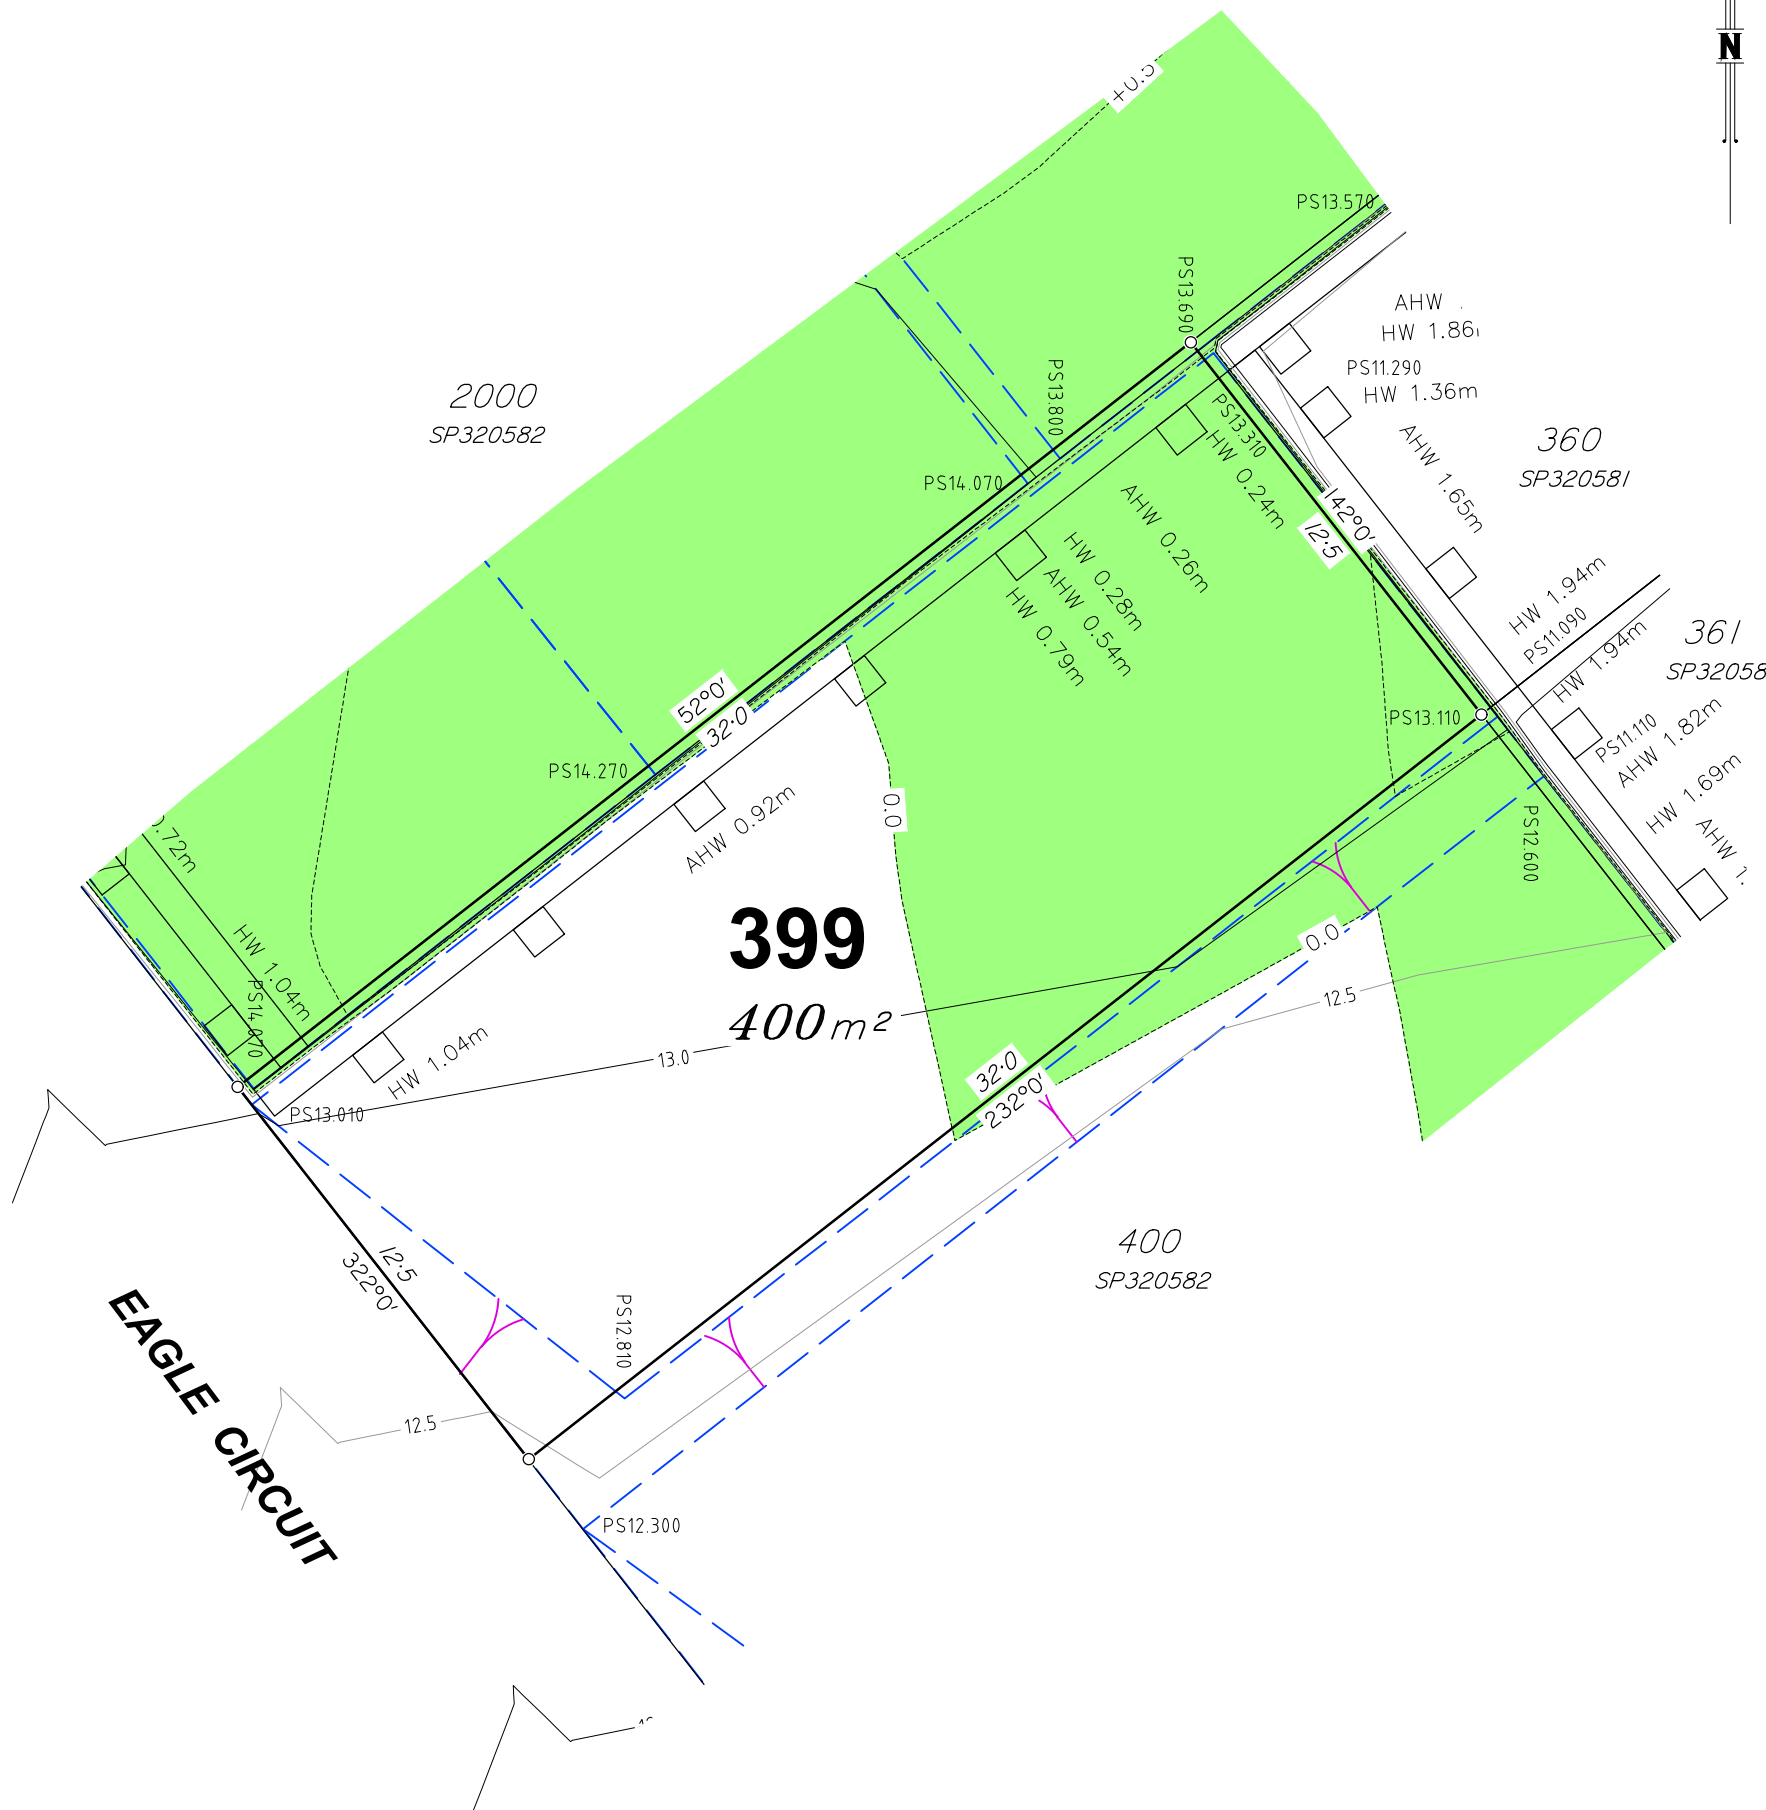 N
+0.5
PS13.570
PS13.690
AHW
HW 1.86
PS11.290
HW 1.36m
2000
SP320582
PS13.800
PS13.310
HW 0.24m
AHW 1.65m
360
SP320581
PS14.070
AHW 0.26m
142°0′
12·5
HW 0.28m
AHW 0.54m
HW 0.79m
HW 1.94m
PS11.090
HW 1.94m
361
SP32058
52°0′
32·0
PS13.110
PS11.110
AHW 1.82m
PS14.270
HW 1.69m
AHW 1.
0.0
AHW 0.92m
0.72m
PS12.600
399
400m²
HW 1.04m
PS14.070
0.0
12.5
HW 1.04m
13.0
32·0
232°0′
PS13.010
12·5
322°0′
400
SP320582
EAGLE CIRCUIT
PS12.810
12.5
PS12.300